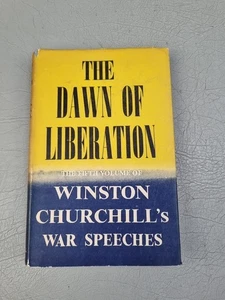 THE
DAWN OF
LIBERATION
THE FIFTH VOLUME OF
WINSTON
CHURCHILL's
WAR SPEECHES